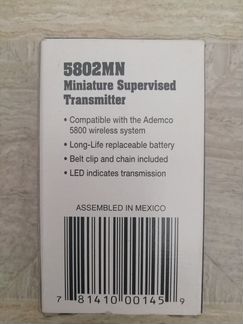 5802MN
Miniature Supervised
Transmitter
• Compatible with the Ademco
5800 wireless system
• Long-Life replaceable battery
• Belt clip and chain included
• LED indicates transmission
ASSEMBLED IN MEXICO
7 81410 00145 9